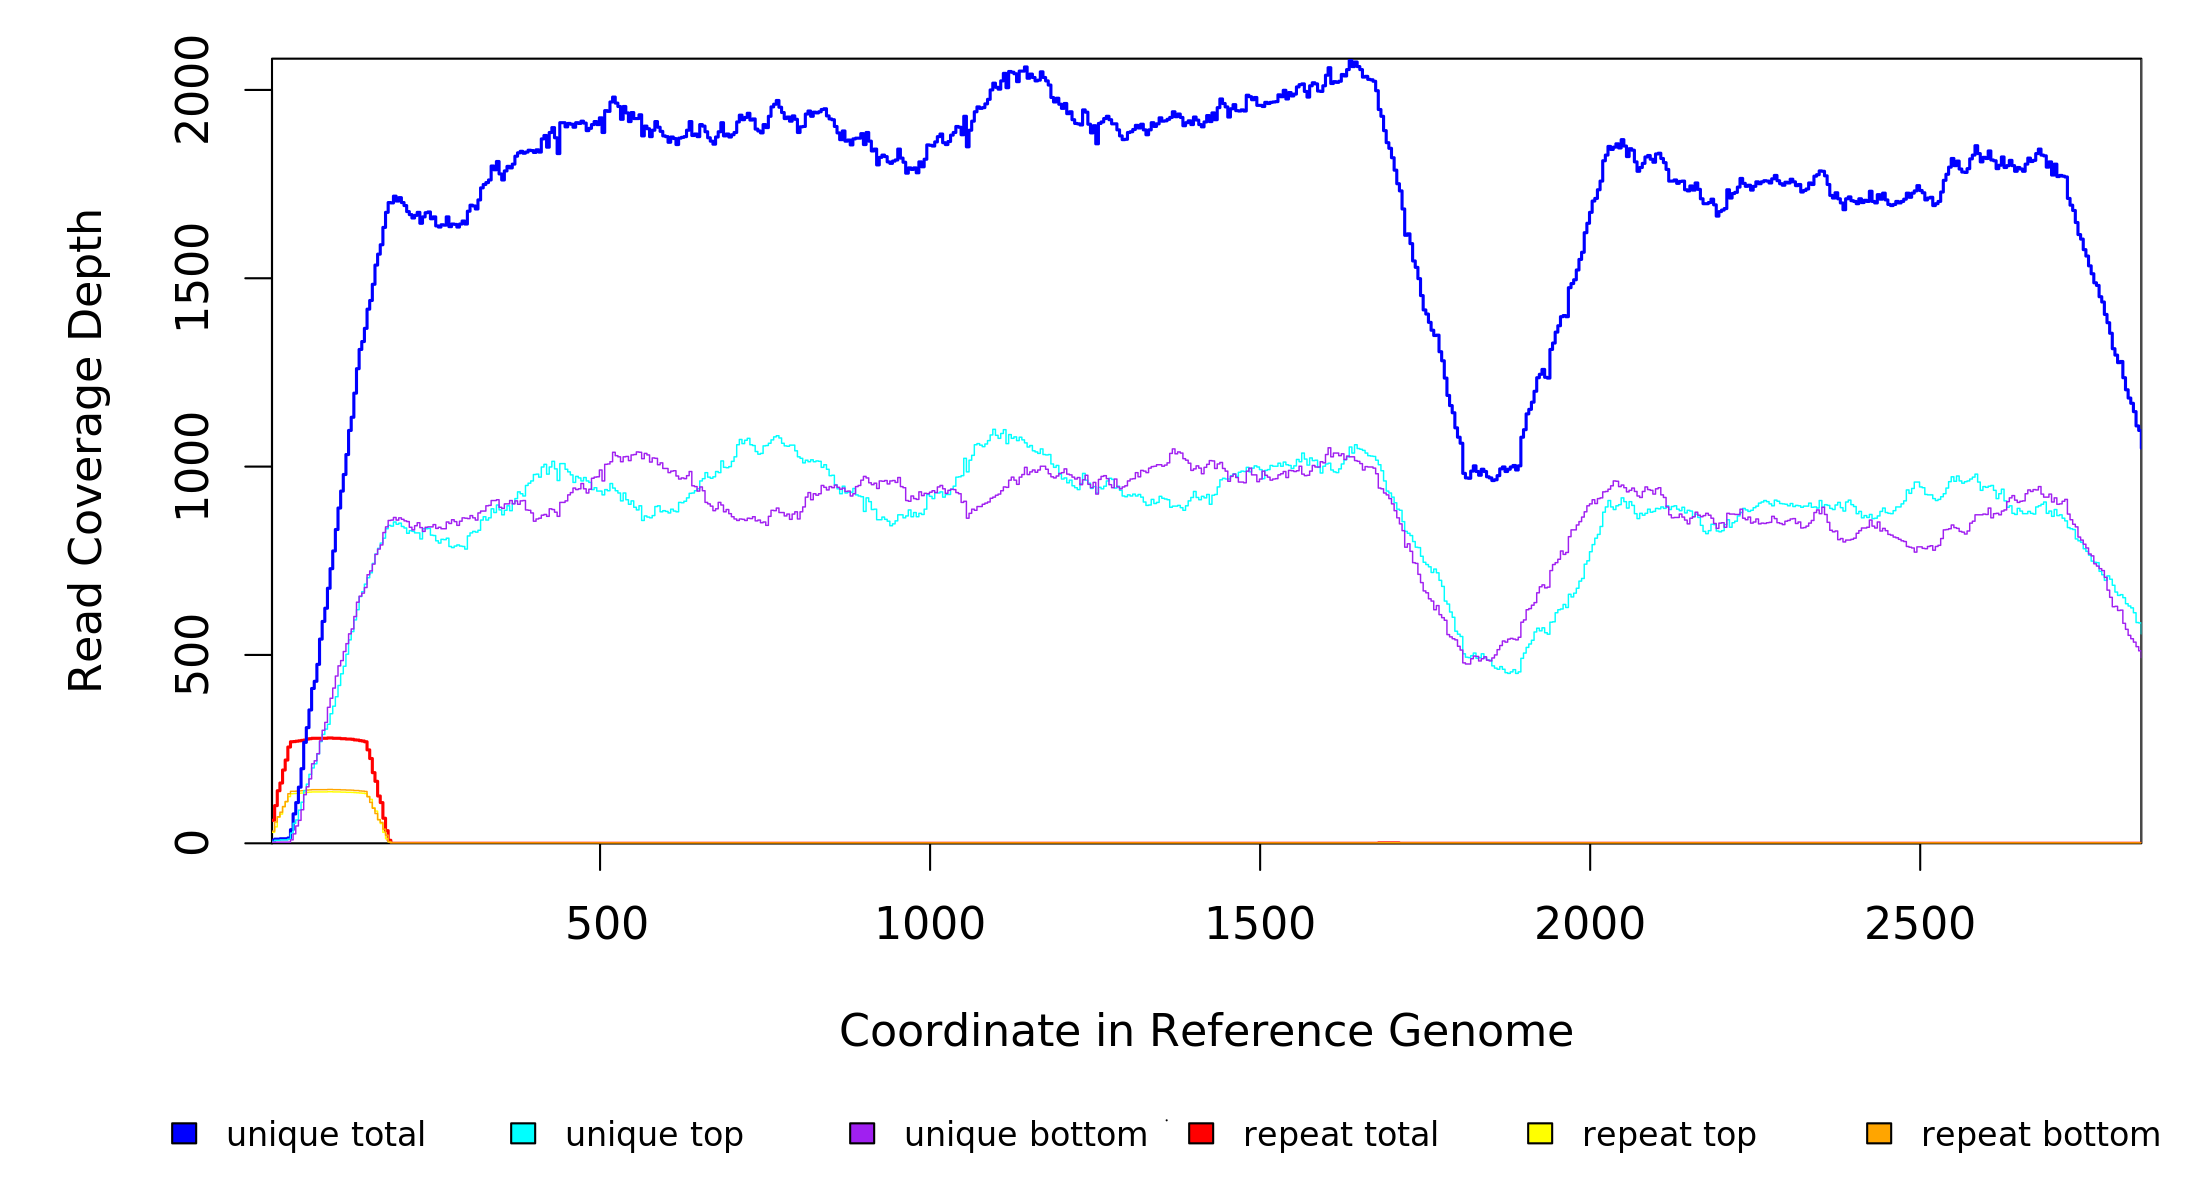 2000
1500
1000
500
0
Read Coverage Depth
500 1000 1500 2000 2500
Coordinate in Reference Genome
unique total unique top unique bottom repeat total repeat top repeat bottom